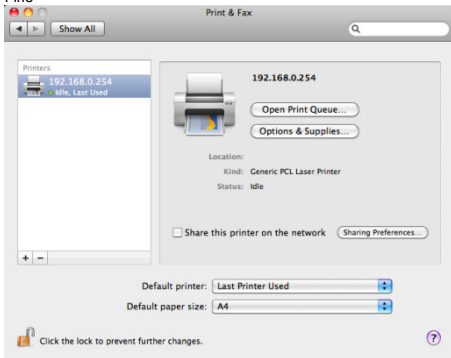 Print & Fax
Show All
Printers
192.168.0.254
Idle, Last Used
192.168.0.254
Open Print Queue...
Options & Supplies...
Location:
Kind: Generic PCL Laser Printer
Status: Idle
Share this printer on the network
Sharing Preferences...
+ –
Default printer: Last Printer Used
Default paper size: A4
Click the lock to prevent further changes.
?